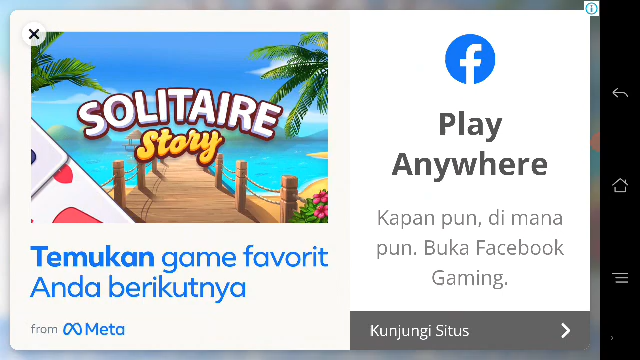 SOLITAIRE
Story
Temukan game favorit
Anda berikutnya
from Meta
Play
Anywhere
Kapan pun, di mana
pun. Buka Facebook
Gaming.
Kunjungi Situs